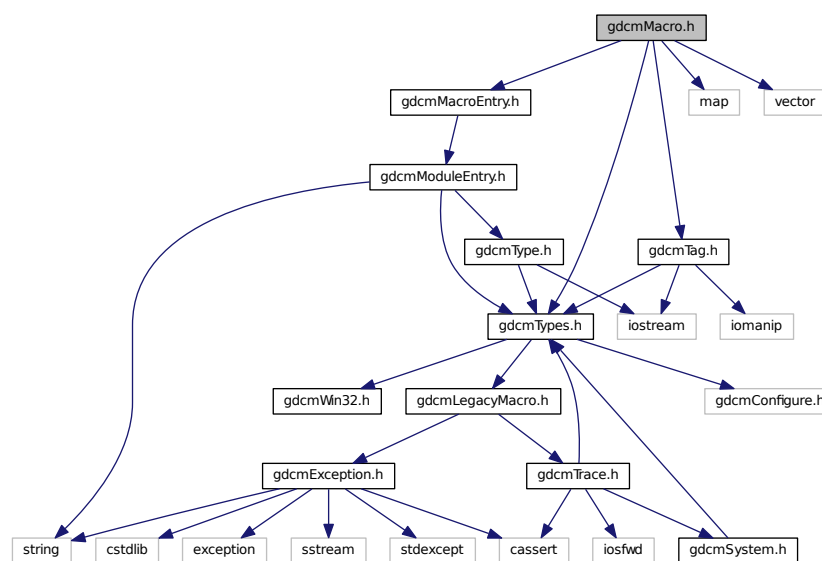 gdcmMacro.h
gdcmMacroEntry.h
map
vector
gdcmModuleEntry.h
gdcmType.h
gdcmTag.h
gdcmTypes.h
iostream
iomanip
gdcmWin32.h
gdcmLegacyMacro.h
gdcmConfigure.h
gdcmException.h
gdcmTrace.h
string
cstdlib
exception
sstream
stdexcept
cassert
iosfwd
gdcmSystem.h